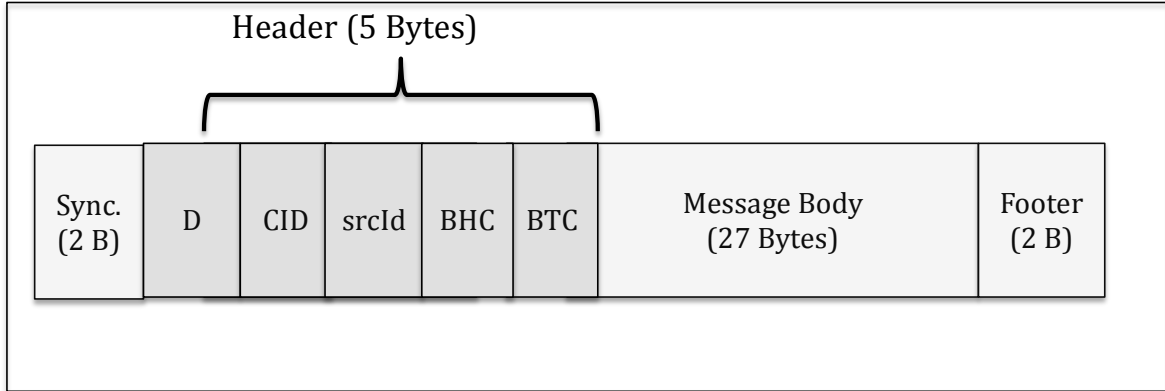 Header (5 Bytes)
Sync.
(2 B)
D
CID
srcId
BHC
BTC
Message Body
(27 Bytes)
Footer
(2 B)